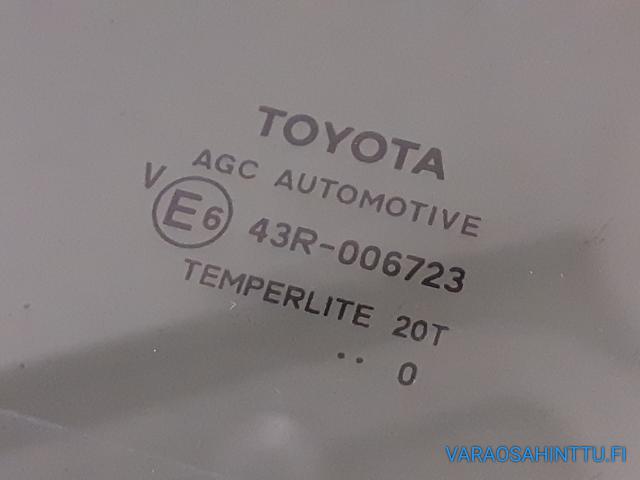 TOYOTA
AGC AUTOMOTIVE
V
E6 43R-006723
TEMPERLITE 20T
.. 0
VARAOSAHINTTU.FI